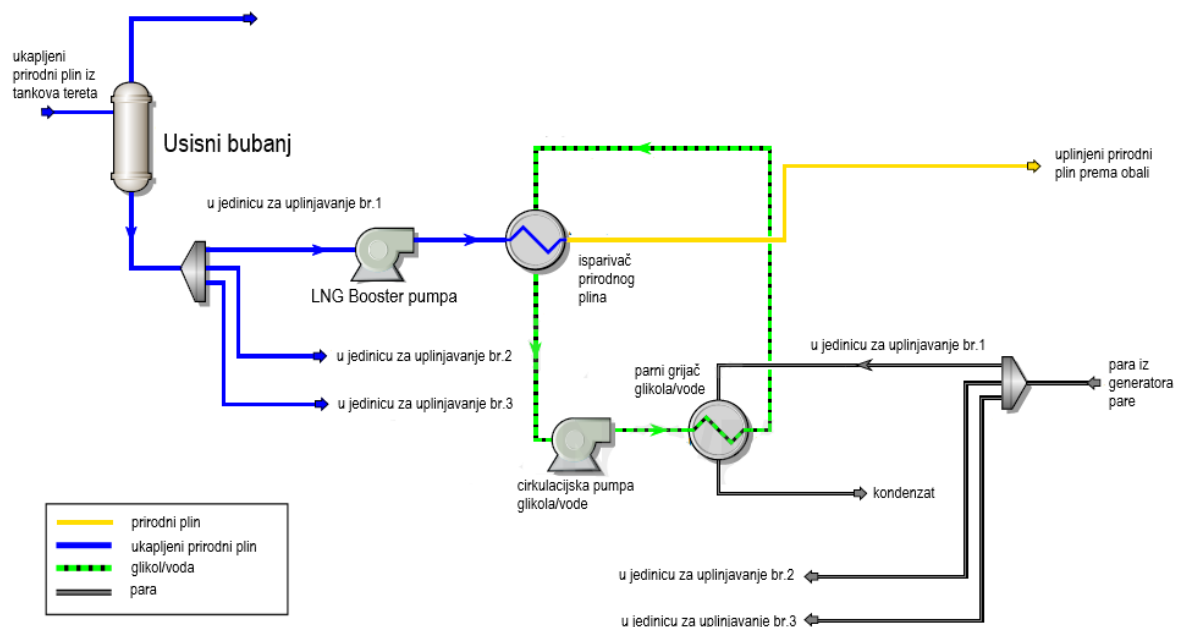 ukapljeni
prirodni plin iz
tankova tereta
Usisni bubanj
u jedinicu za uplinjavanje br.1
LNG Booster pumpa
isparivač
prirodnog
plina
uplinjeni prirodni
plin prema obali
u jedinicu za uplinjavanje br.2
u jedinicu za uplinjavanje br.3
u jedinicu za uplinjavanje br.1
parni grijač
glikola/vode
para iz
generatora
pare
cirkulacijska pumpa
glikola/vode
kondenzat
prirodni plin
ukapljeni prirodni plin
glikol/voda
para
u jedinicu za uplinjavanje br.2
u jedinicu za uplinjavanje br.3